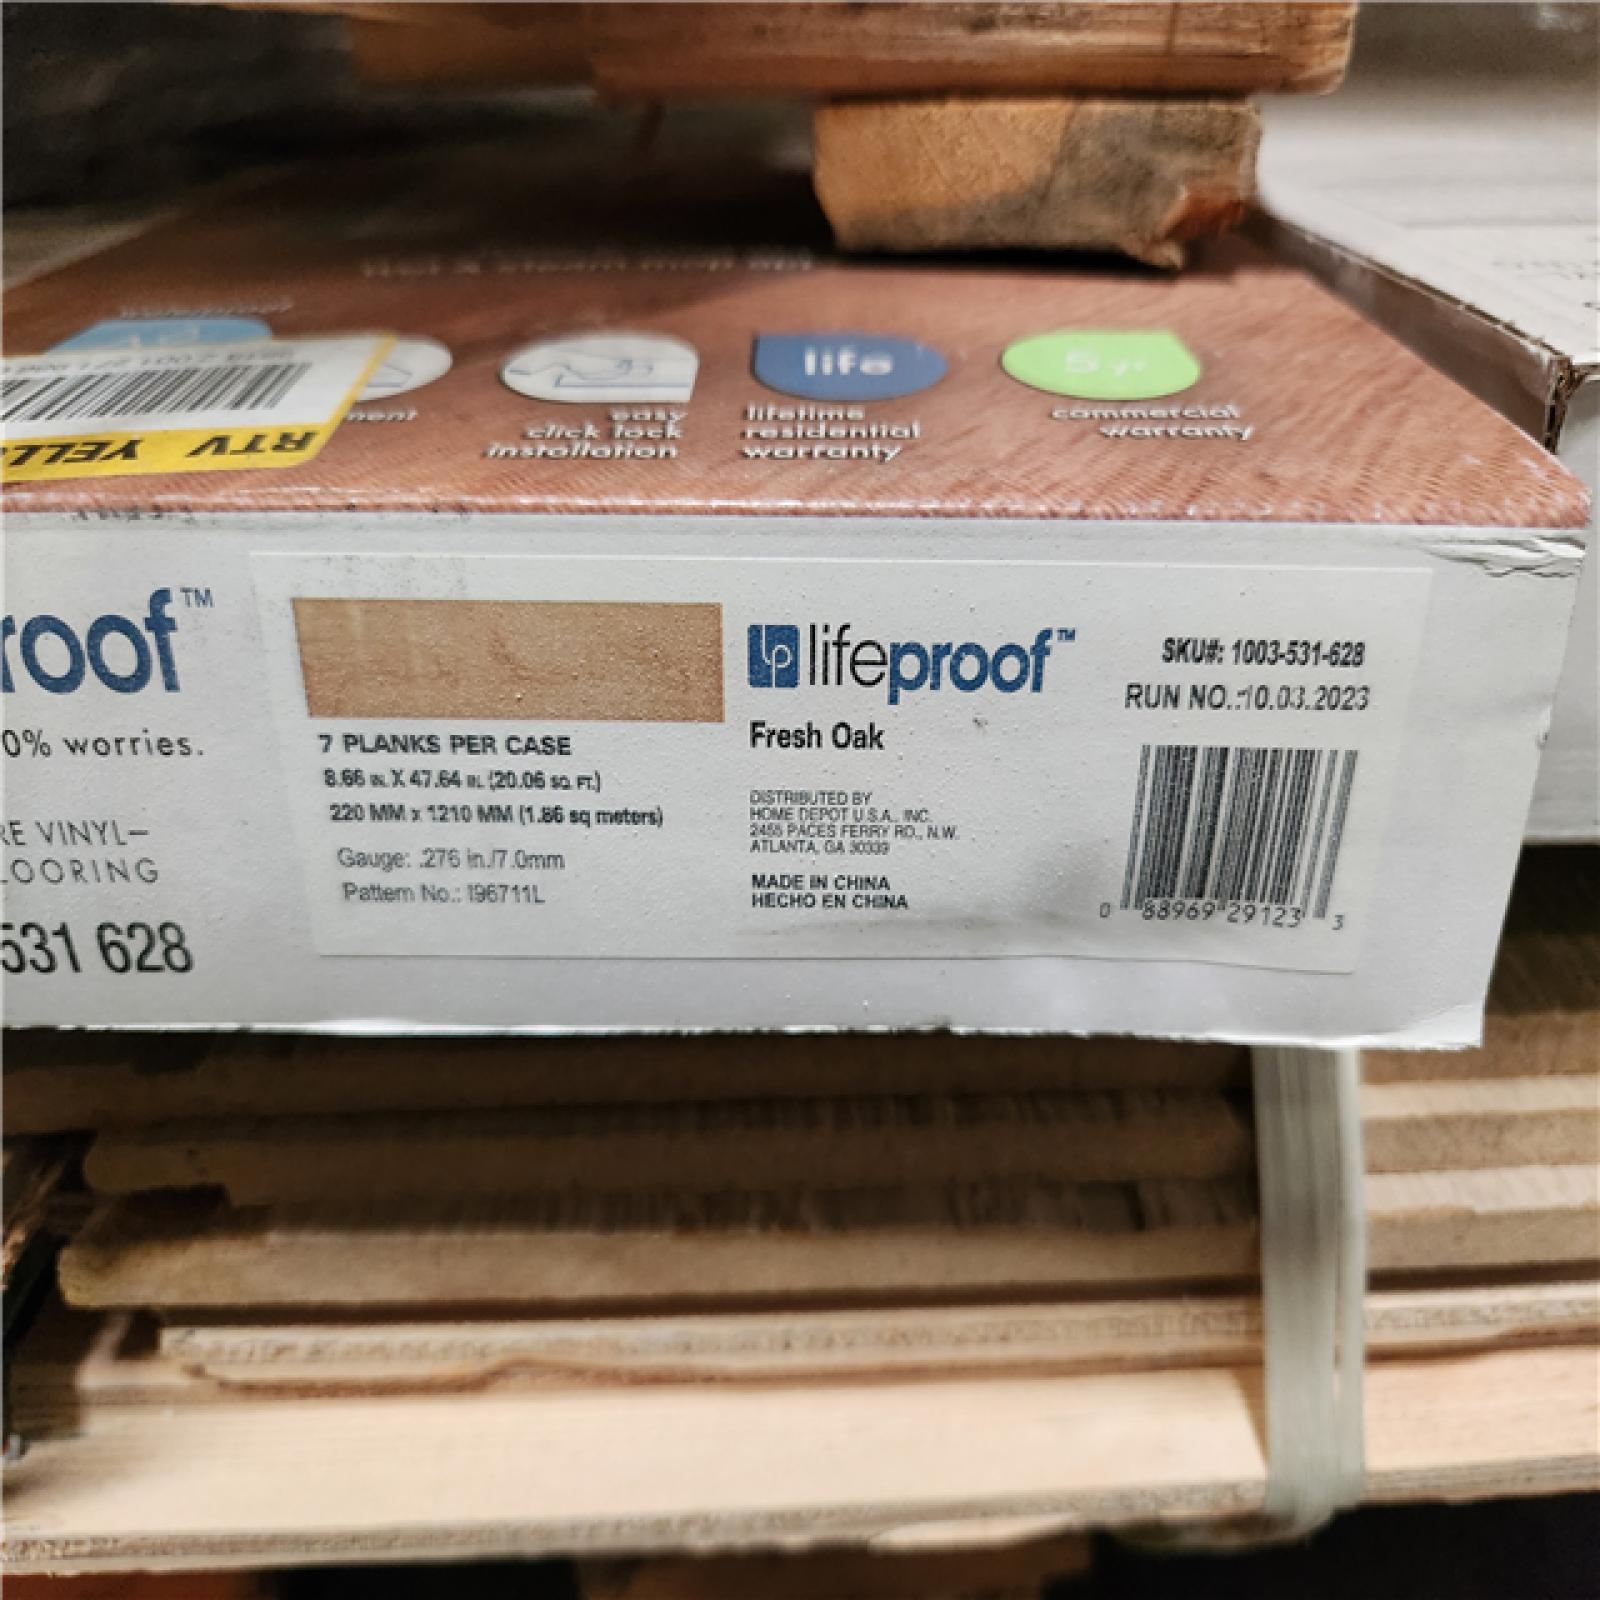 RTV YELL
life
5 yr
easy
click lock
installation
lifetime
residential
warranty
commercial
warranty
roof™
0% worries.
RE VINYL–
LOORING
531 628
7 PLANKS PER CASE
8.66 IN. X 47.64 IN. (20.06 SQ. FT.)
220 MM x 1210 MM (1.86 sq meters)
Gauge: .276 in./7.0mm
Pattern No.: I96711L
lifeproof™
Fresh Oak
DISTRIBUTED BY
HOME DEPOT U.S.A., INC.
2455 PACES FERRY RD., N.W.
ATLANTA, GA 30339
MADE IN CHINA
HECHO EN CHINA
SKU#: 1003-531-628
RUN NO.:10.03.2023
0 88969 29123 3